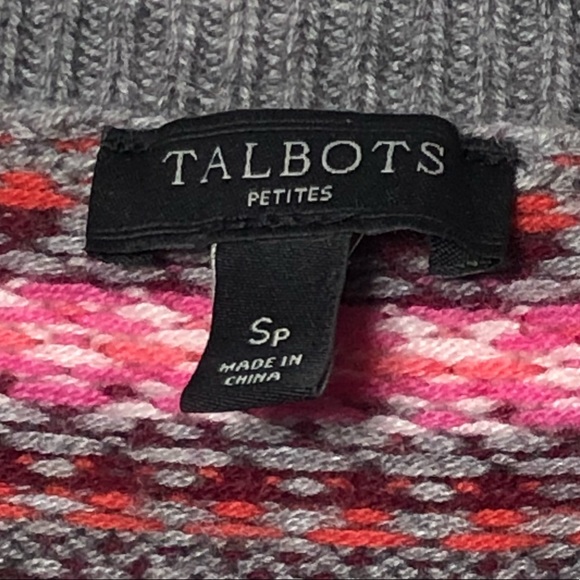 TALBOTS
PETITES
SP
MADE IN
CHINA